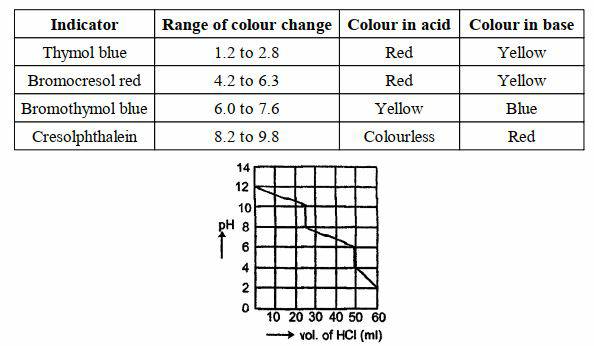 Indicator Range of colour change Colour in acid Colour in base
Thymol blue 1.2 to 2.8 Red Yellow
Bromocresol red 4.2 to 6.3 Red Yellow
Bromothymol blue 6.0 to 7.6 Yellow Blue
Cresolphthalein 8.2 to 9.8 Colourless Red
14
12
10
pH 8
6
4
2
0
10 20 30 40 50 60
vol. of HCl (ml)